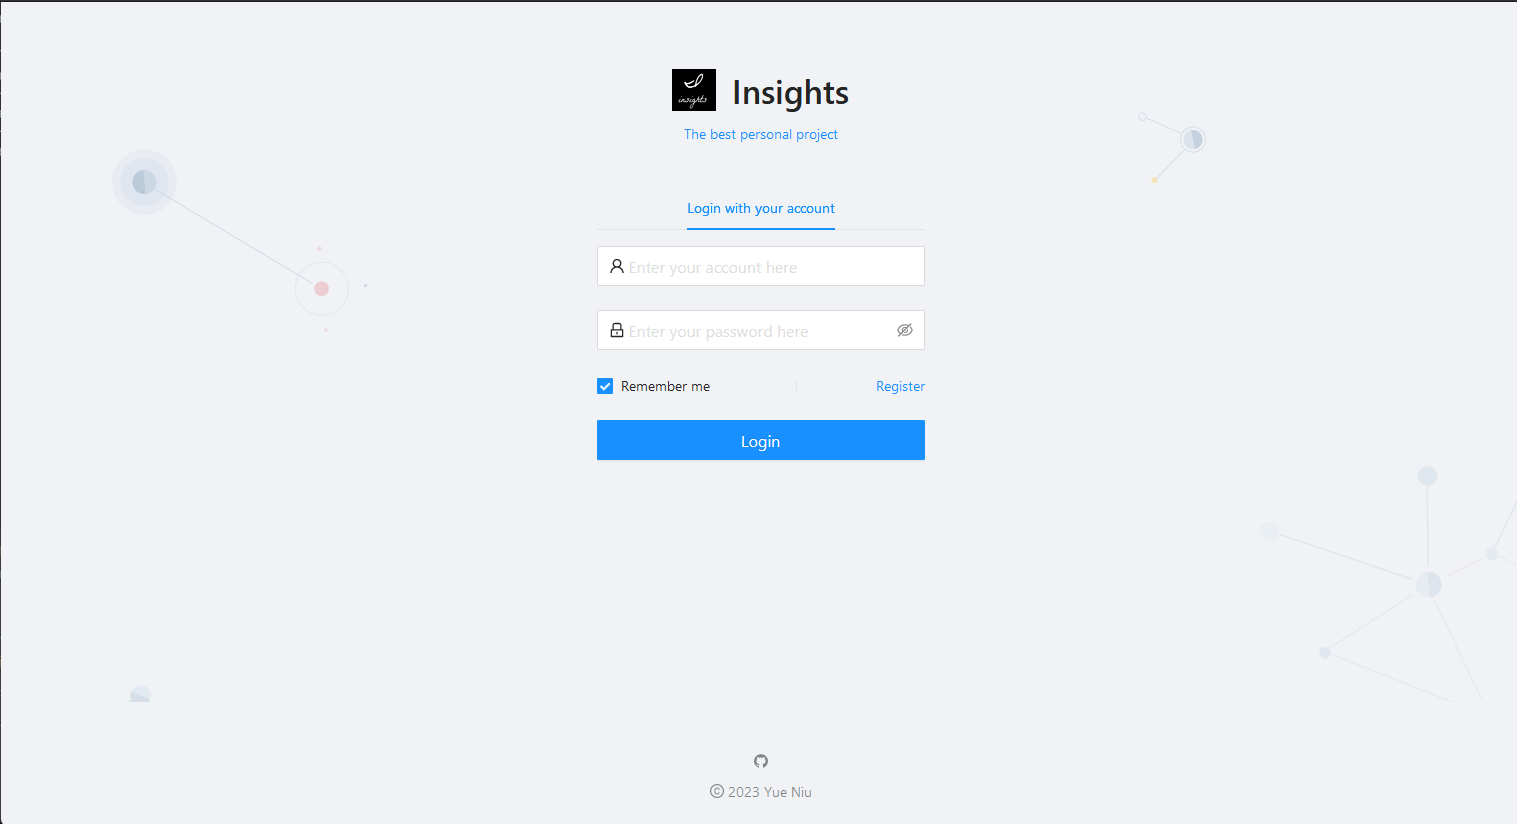 insights
Insights
The best personal project
Login with your account
Enter your account here
Enter your password here
Remember me
Register
Login
© 2023 Yue Niu